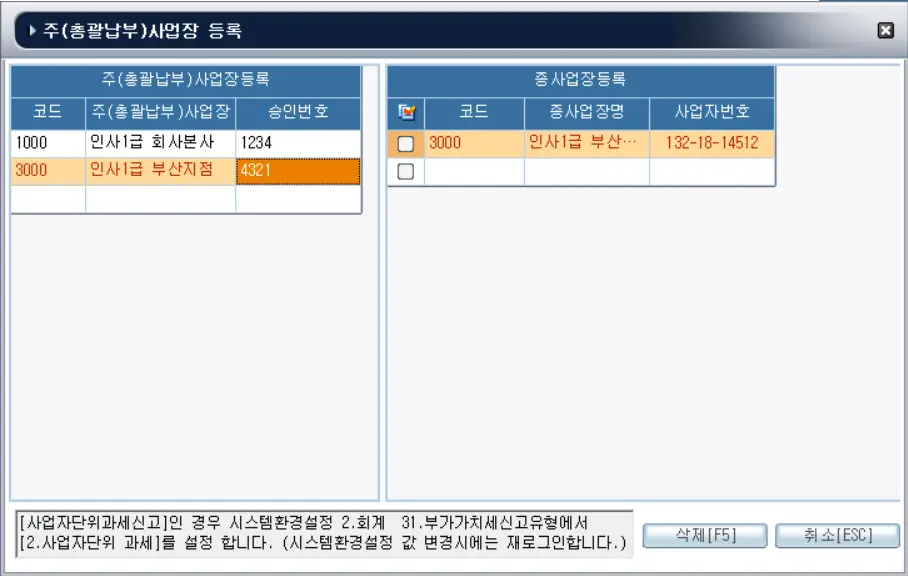 주(총괄납부)사업장 등록
주(총괄납부)사업장등록
코드 주(총괄납부)사업장 승인번호
1000 인사1급 회사본사 1234
3000 인사1급 부산지점 4321
종사업장등록
코드 종사업장명 사업자번호
3000 인사1급 부산… 132-18-14512
[사업자단위과세신고]인 경우 시스템환경설정 2.회계 31.부가가치세신고유형에서
[2.사업자단위 과세]를 설정 합니다. (시스템환경설정 값 변경시에는 재로그인합니다.)
삭제[F5] 취소[ESC]